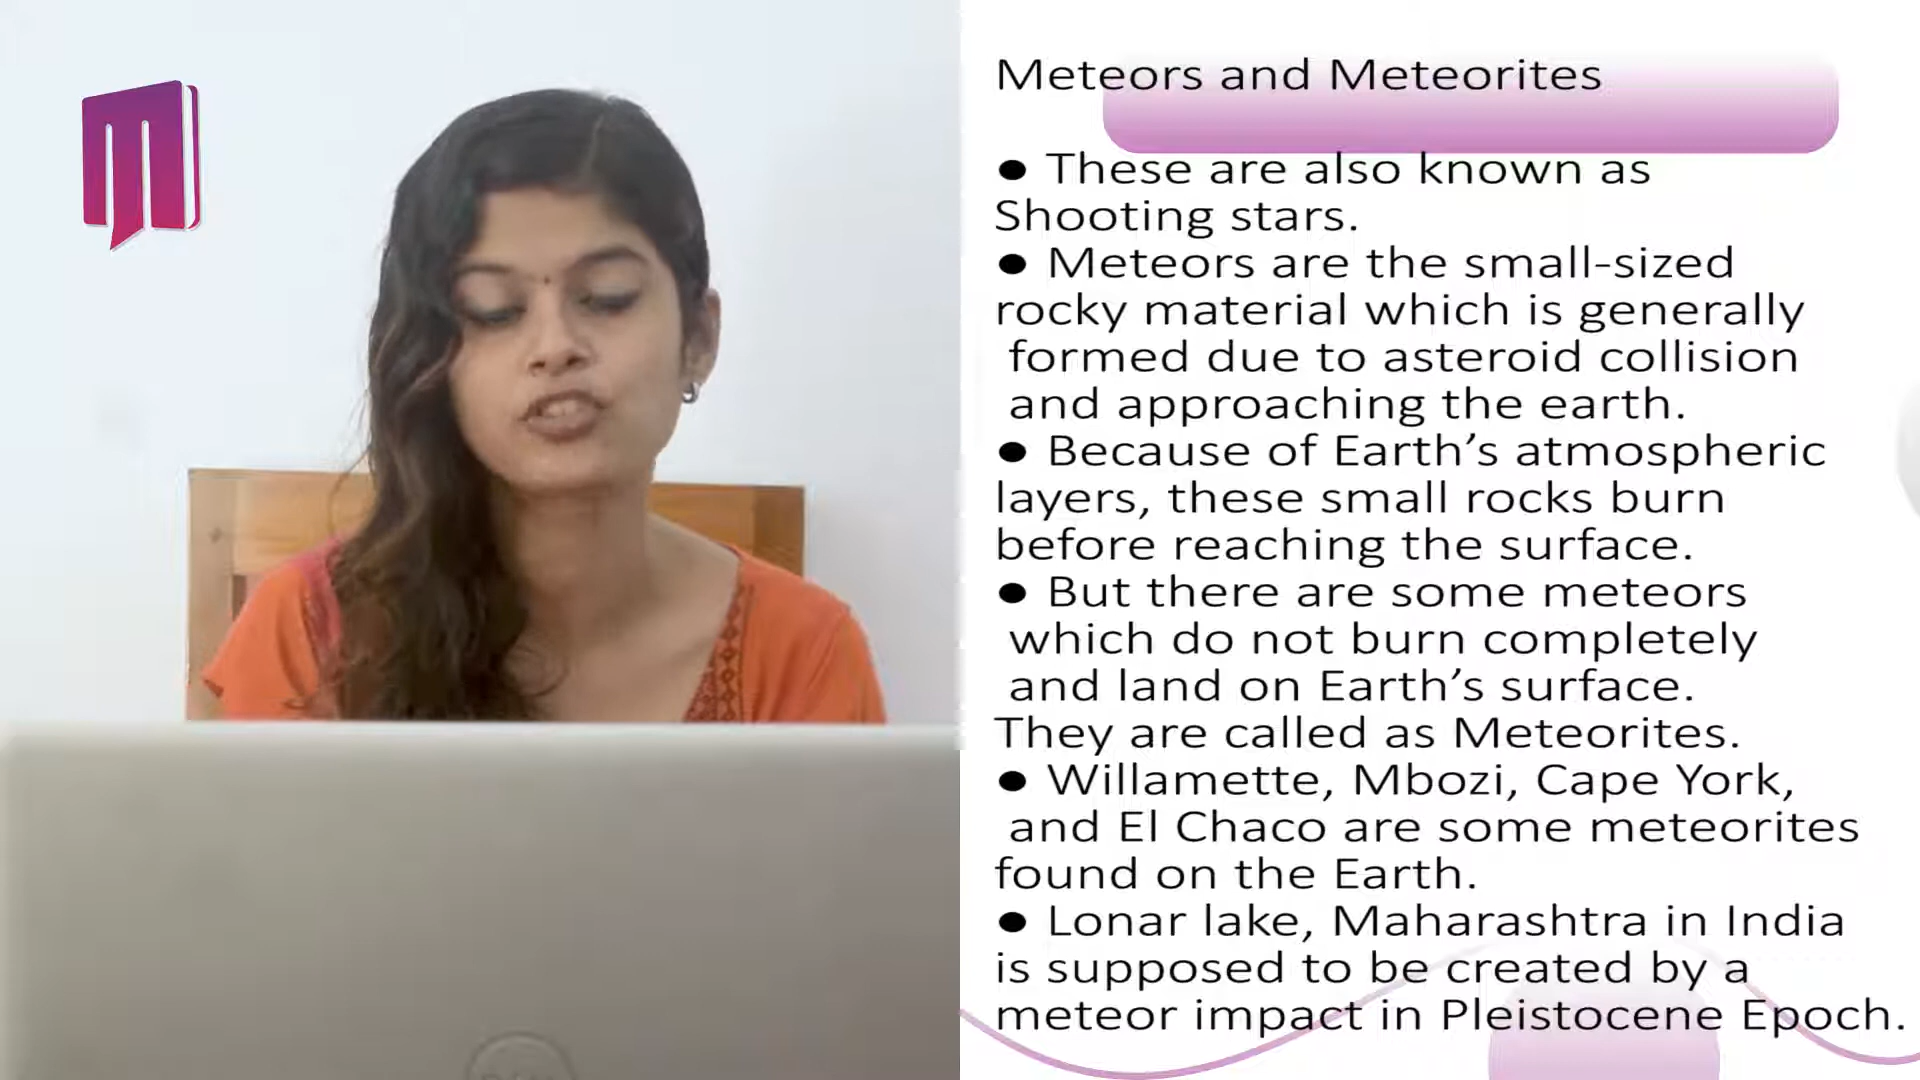 Meteors and Meteorites
● These are also known as
Shooting stars.
● Meteors are the small-sized
rocky material which is generally
formed due to asteroid collision
and approaching the earth.
● Because of Earth’s atmospheric
layers, these small rocks burn
before reaching the surface.
● But there are some meteors
which do not burn completely
and land on Earth’s surface.
They are called as Meteorites.
● Willamette, Mbozi, Cape York,
and El Chaco are some meteorites
found on the Earth.
● Lonar lake, Maharashtra in India
is supposed to be created by a
meteor impact in Pleistocene Epoch.